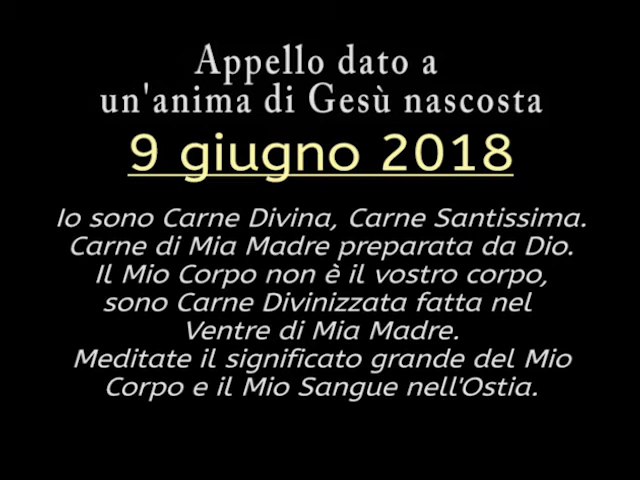 Appello dato a
un'anima di Gesù nascosta
9 giugno 2018
Io sono Carne Divina, Carne Santissima.
Carne di Mia Madre preparata da Dio.
Il Mio Corpo non è il vostro corpo,
sono Carne Divinizzata fatta nel
Ventre di Mia Madre.
Meditate il significato grande del Mio
Corpo e il Mio Sangue nell'Ostia.